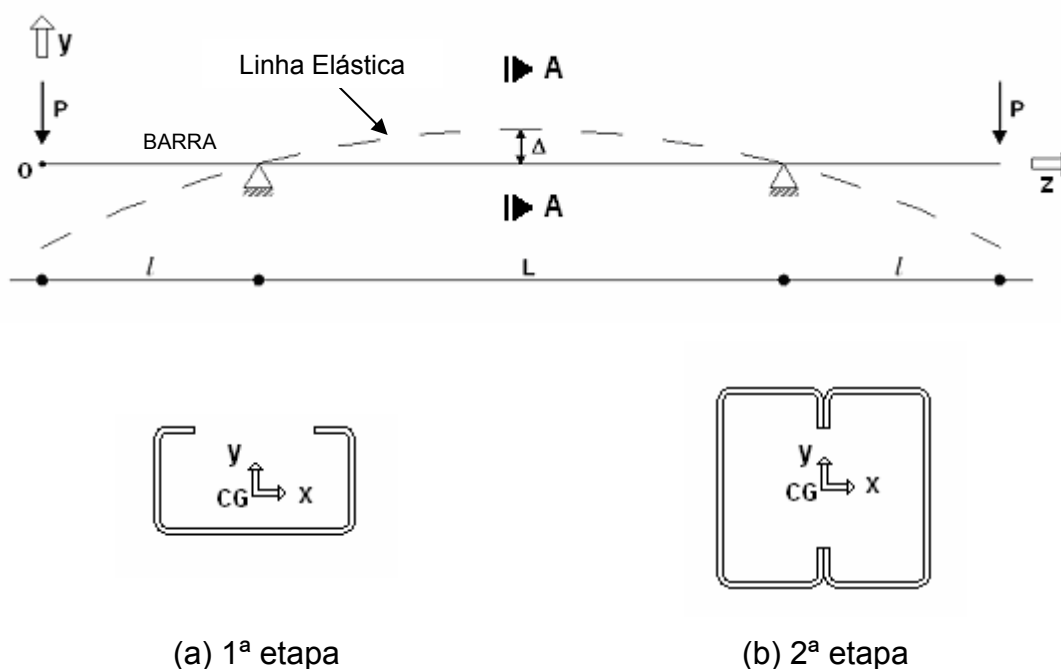 y
Linha Elástica
A
P
P
BARRA
Δ
O
Z
A
l
L
l
y
CG
x
y
CG
x
(a) 1ª etapa
(b) 2ª etapa